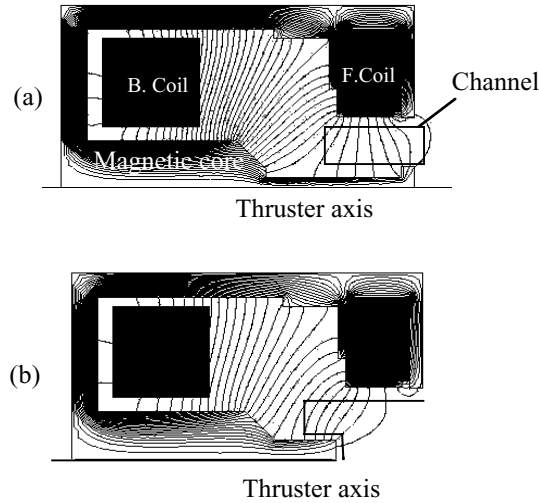 (a)
B. Coil
F.Coil
Channel
Magnetic core
Thruster axis
(b)
Thruster axis